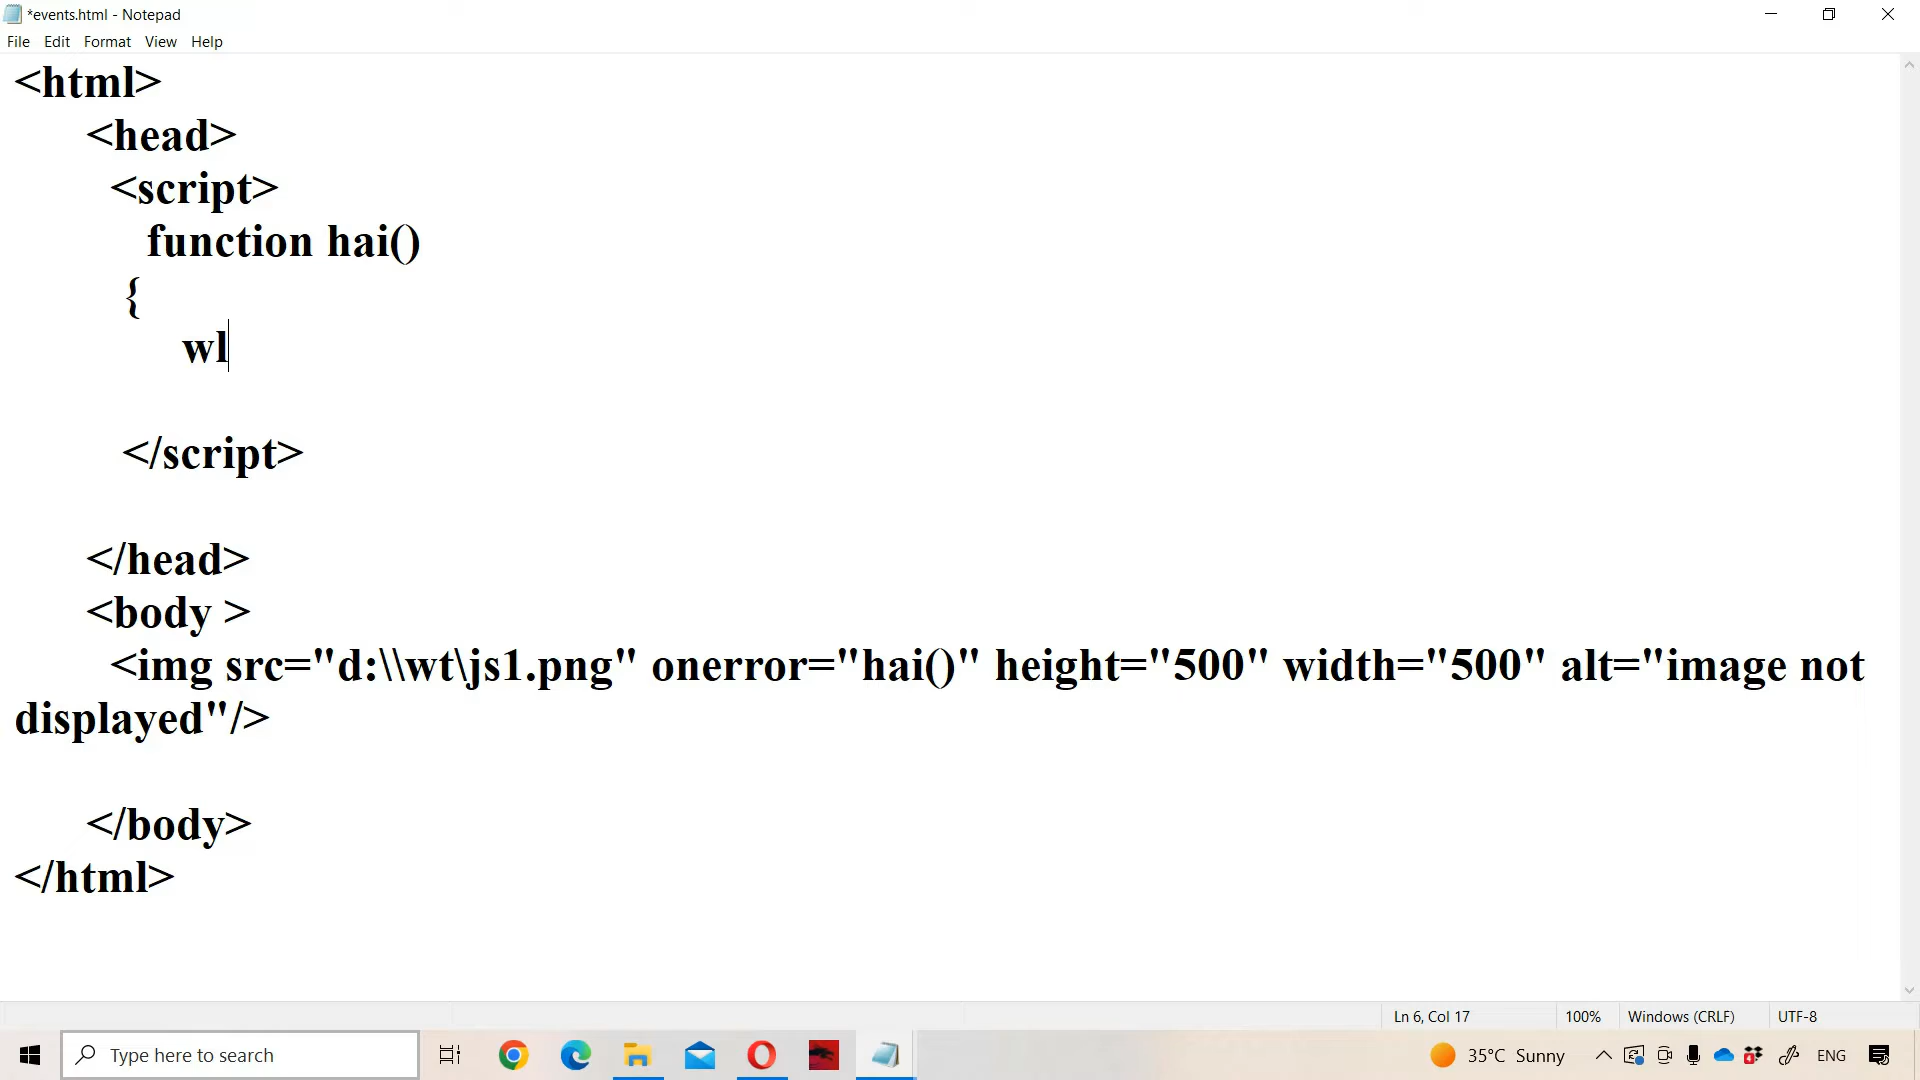 *events.html - Notepad
File Edit Format View Help
<html>
<head>
<script>
function hai()
{
wl
</script>
</head>
<body >
<img src="d:\\wt\js1.png" onerror="hai()" height="500" width="500" alt="image not
displayed"/>
</body>
</html>
Ln 6, Col 17 100% Windows (CRLF) UTF-8
Type here to search 35°C Sunny ENG